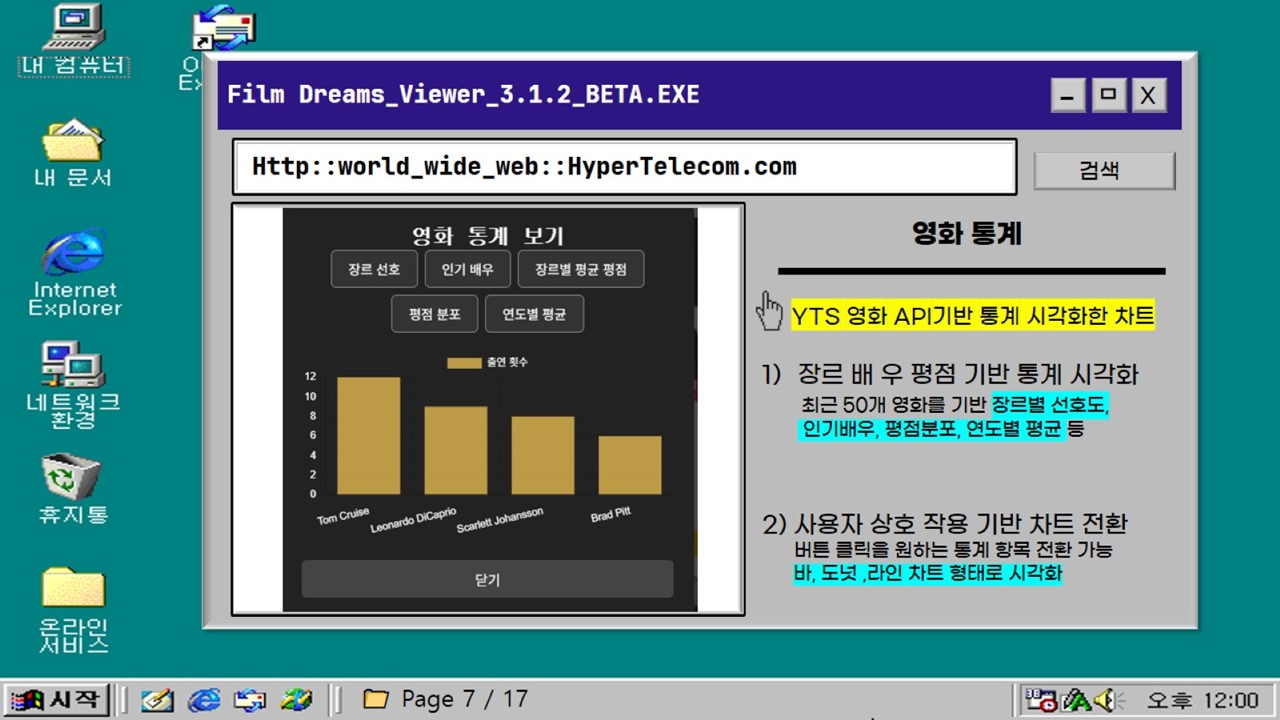 내 컴퓨터
O
Ex
내 문서
Internet
Explorer
네트워크
환경
휴지통
온라인
서비스
Film Dreams_Viewer_3.1.2_BETA.EXE
X
Http::world_wide_web::HyperTelecom.com
검색
영화 통계 보기
장르 선호
인기 배우
장르별 평균 평점
평점 분포
연도별 평균
출연 횟수
12
10
8
6
4
2
0
Tom Cruise
Leonardo DiCaprio
Scarlett Johansson
Brad Pitt
닫기
영화 통계
YTS 영화 API기반 통계 시각화한 차트
1) 장르 배 우 평점 기반 통계 시각화
최근 50개 영화를 기반 장르별 선호도,
인기배우, 평점분포, 연도별 평균 등
2) 사용자 상호 작용 기반 차트 전환
버튼 클릭을 원하는 통계 항목 전환 가능
바, 도넛 ,라인 차트 형태로 시각화
시작
Page 7 / 17
오후 12:00